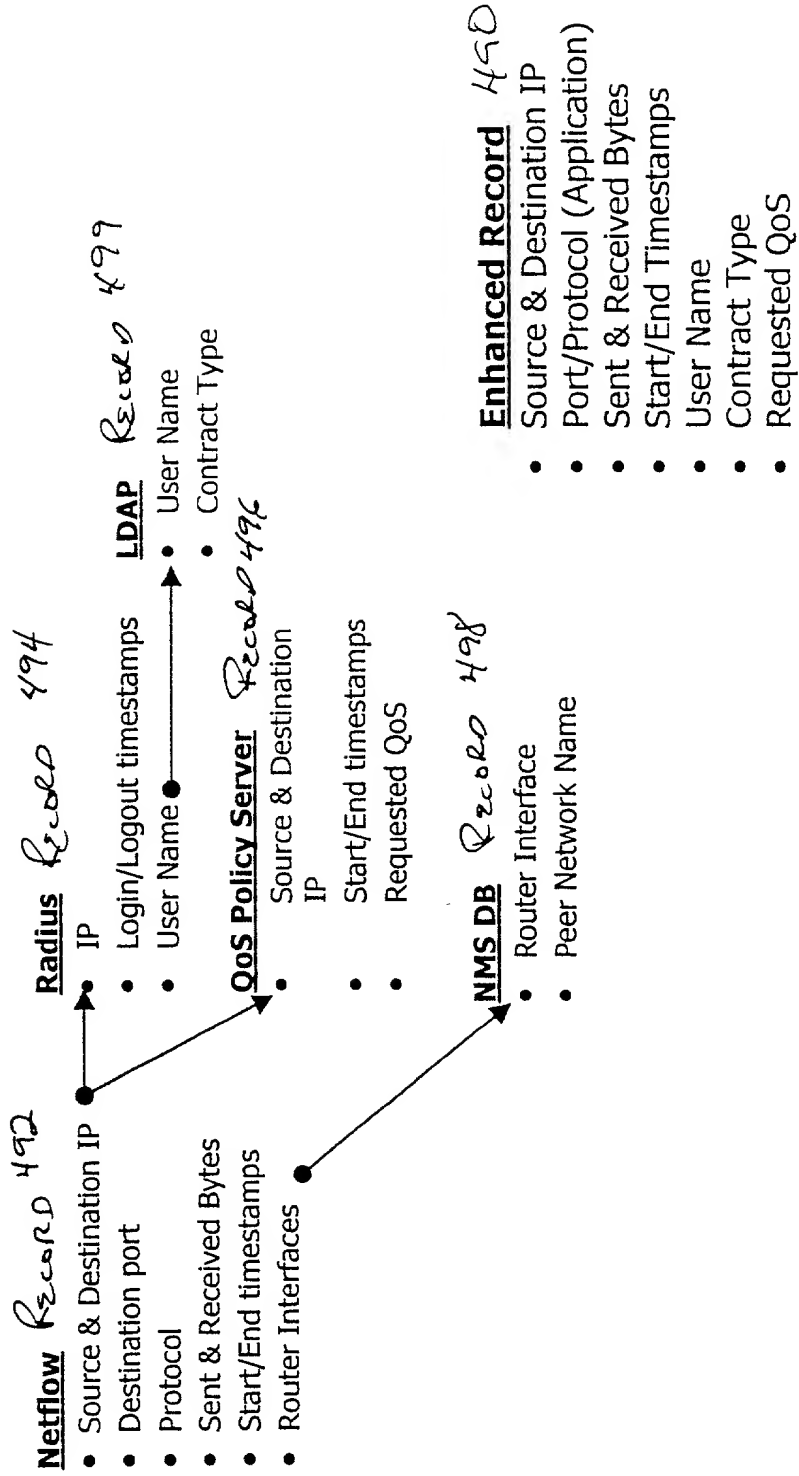 Netflow Record 492
• Source & Destination IP
• Destination port
• Protocol
• Sent & Received Bytes
• Start/End timestamps
• Router Interfaces
Radius Record 494
• IP
• Login/Logout timestamps
• User Name
QoS Policy Server Record 496
• Source & Destination
IP
• Start/End timestamps
• Requested QoS
NMS DB Record 498
• Router Interface
• Peer Network Name
LDAP Record 499
• User Name
• Contract Type
Enhanced Record 490
• Source & Destination IP
• Port/Protocol (Application)
• Sent & Received Bytes
• Start/End Timestamps
• User Name
• Contract Type
• Requested QoS